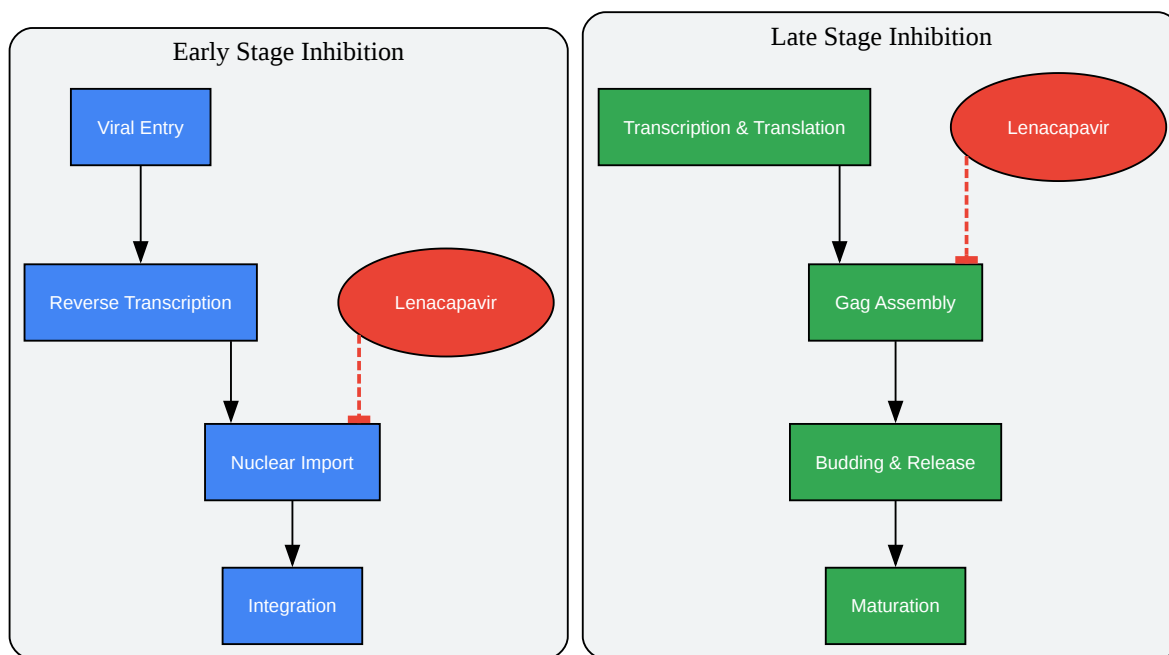 Early Stage Inhibition
Viral Entry
Reverse Transcription
Lenacapavir
Nuclear Import
Integration
Late Stage Inhibition
Transcription & Translation
Lenacapavir
Gag Assembly
Budding & Release
Maturation